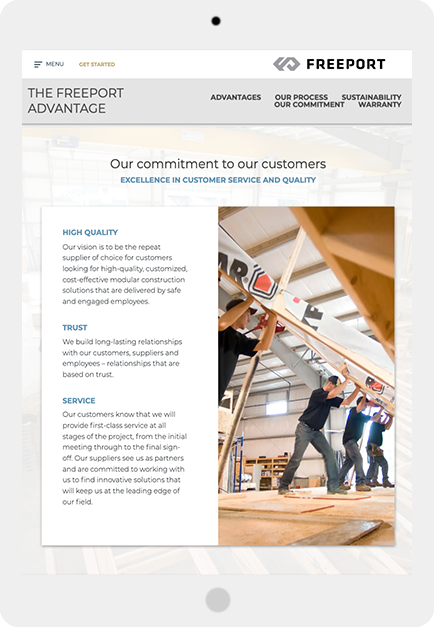 MENU
GET STARTED
FREEPORT
THE FREEPORT
ADVANTAGE
ADVANTAGES OUR PROCESS SUSTAINABILITY
OUR COMMITMENT WARRANTY
Our commitment to our customers
EXCELLENCE IN CUSTOMER SERVICE AND QUALITY
HIGH QUALITY
Our vision is to be the repeat
supplier of choice for customers
looking for high-quality, customized,
cost-effective modular construction
solutions that are delivered by safe
and engaged employees.
TRUST
We build long-lasting relationships
with our customers, suppliers and
employees – relationships that are
based on trust.
SERVICE
Our customers know that we will
provide first-class service at all
stages of the project, from the initial
meeting through to the final sign-
off. Our suppliers see us as partners
and are committed to working with
us to find innovative solutions that
will keep us at the leading edge of
our field.